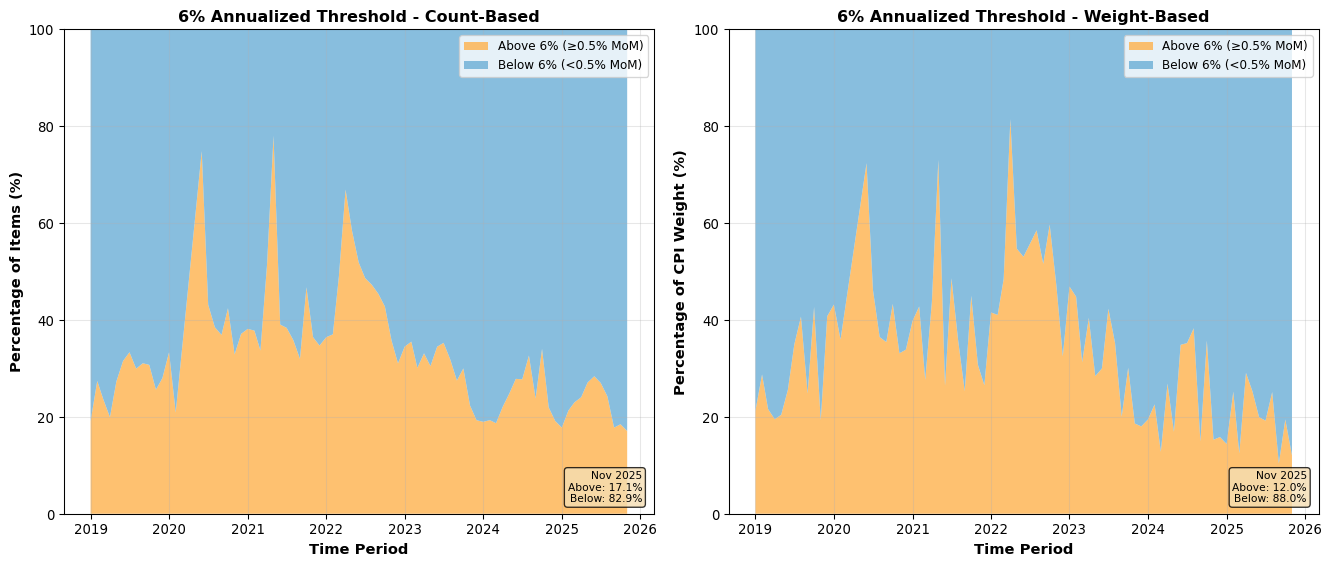 6% Annualized Threshold - Count-Based
Percentage of Items (%)
100
80
60
40
20
0
Above 6% (≥0.5% MoM)
Below 6% (<0.5% MoM)
Nov 2025
Above: 17.1%
Below: 82.9%
2019 2020 2021 2022 2023 2024 2025 2026
Time Period
6% Annualized Threshold - Weight-Based
Percentage of CPI Weight (%)
100
80
60
40
20
0
Above 6% (≥0.5% MoM)
Below 6% (<0.5% MoM)
Nov 2025
Above: 12.0%
Below: 88.0%
2019 2020 2021 2022 2023 2024 2025 2026
Time Period